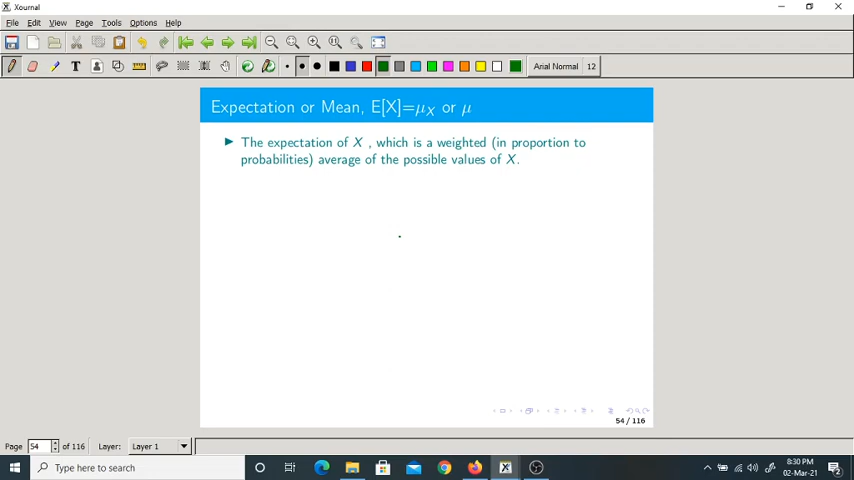 Xournal
File Edit View Page Tools Options Help
Arial Normal 12
Expectation or Mean, E[X]=μX or μ
The expectation of X , which is a weighted (in proportion to
probabilities) average of the possible values of X.
54 / 116
Page 54 of 116 Layer: Layer 1
Type here to search
8:30 PM
02-Mar-21